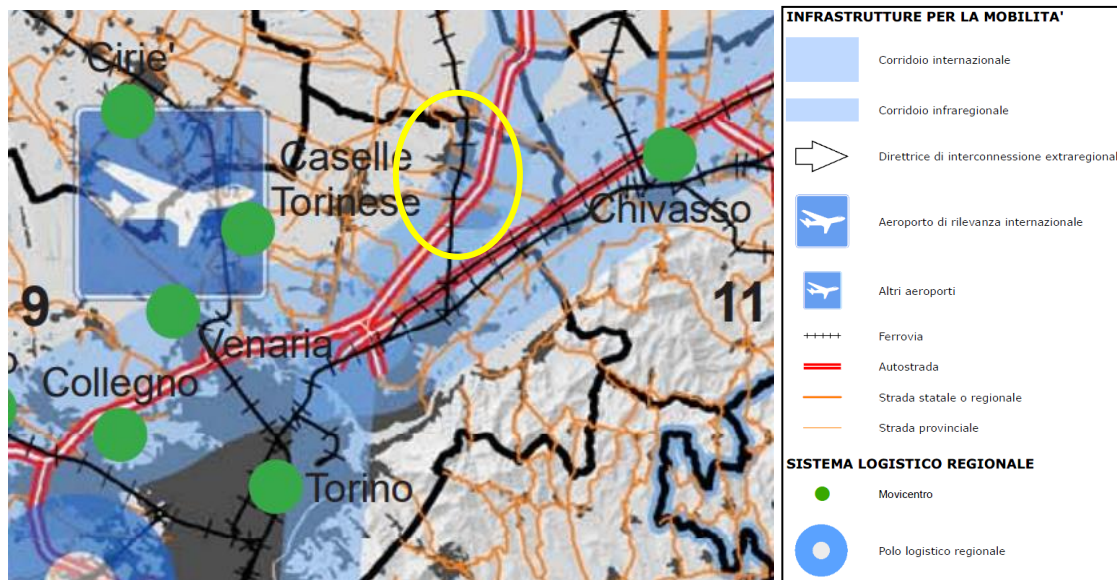 Cirie'
Caselle
Torinese
Chivasso
9
11
Venaria
Collegno
Torino
INFRASTRUTTURE PER LA MOBILITA'
Corridoio internazionale
Corridoio infraregionale
Direttrice di interconnessione extraregional
Aeroporto di rilevanza internazionale
Altri aeroporti
Ferrovia
Autostrada
Strada statale o regionale
Strada provinciale
SISTEMA LOGISTICO REGIONALE
Movicentro
Polo logistico regionale